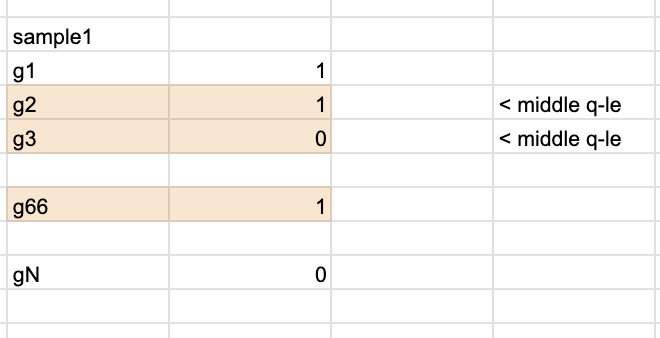 sample1
g1 1
g2 1 < middle q-le
g3 0 < middle q-le
g66 1
gN 0